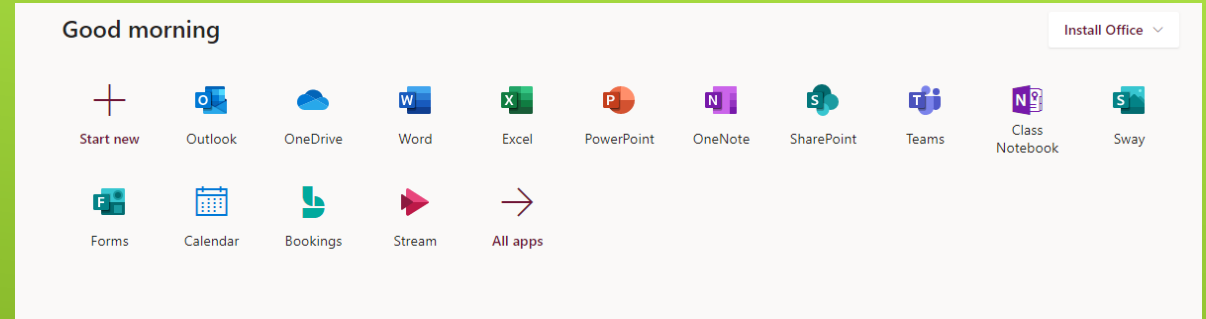 Good morning
Install Office
Start new
Outlook
OneDrive
Word
Excel
PowerPoint
OneNote
SharePoint
Teams
Class
Notebook
Sway
Forms
Calendar
Bookings
Stream
All apps